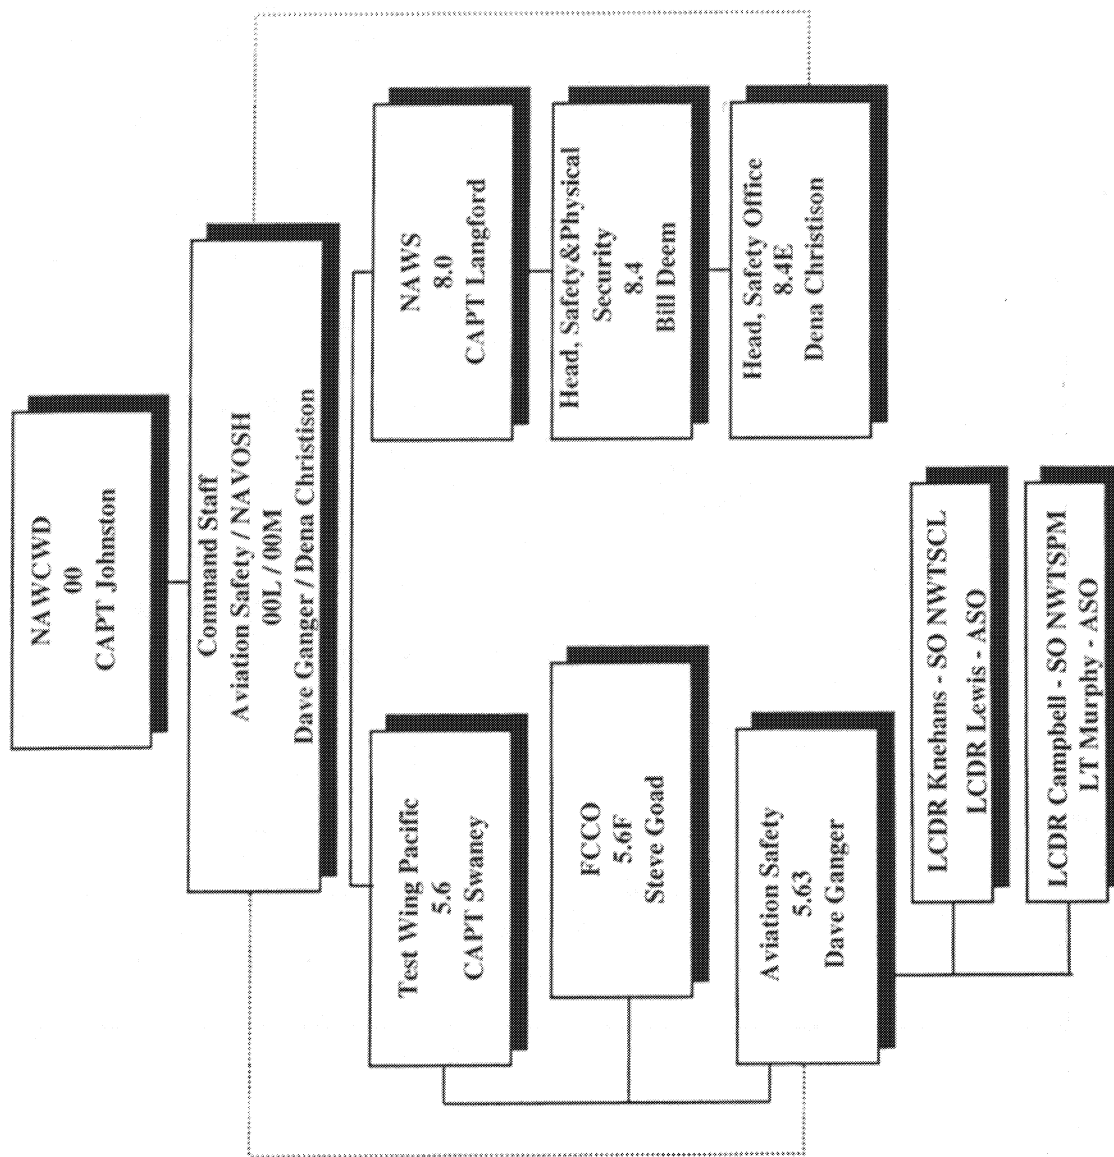 NAWCWD
00
CAPT Johnston
Command Staff
Aviation Safety / NAVOSH
00L / 00M
Dave Ganger / Dena Christison
Test Wing Pacific
5.6
CAPT Swaney
NAWS
8.0
CAPT Langford
FCCO
5.6F
Steve Goad
Head, Safety&Physical
Security
8.4
Bill Deem
Aviation Safety
5.63
Dave Ganger
Head, Safety Office
8.4E
Dena Christison
LCDR Knehans - SO NWTSCL
LCDR Lewis - ASO
LCDR Campbell - SO NWTSPM
LT Murphy - ASO